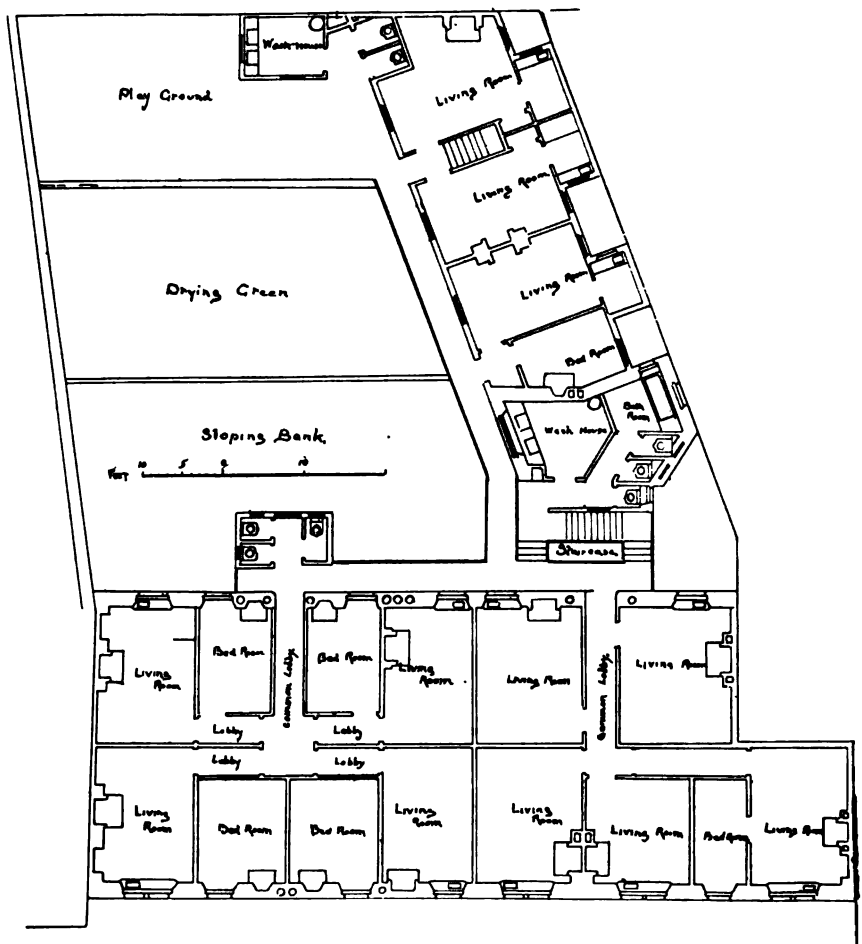 Wash House
Living Room
Play Ground
Living Room
Drying Green
Living Room
Bed Room
Bath
Room
Sloping Bank
Wash House
FEET 10 5 0 10
Staircase
Bed Room
Bed Room
Living
Room
Living
Room
Living Room
Living Room
Common Lobby
Common Lobby
Lobby
Lobby
Lobby
Lobby
Living
Room
Bed Room
Bed Room
Living
Room
Living
Room
Living Room
Bed Room
Living Room